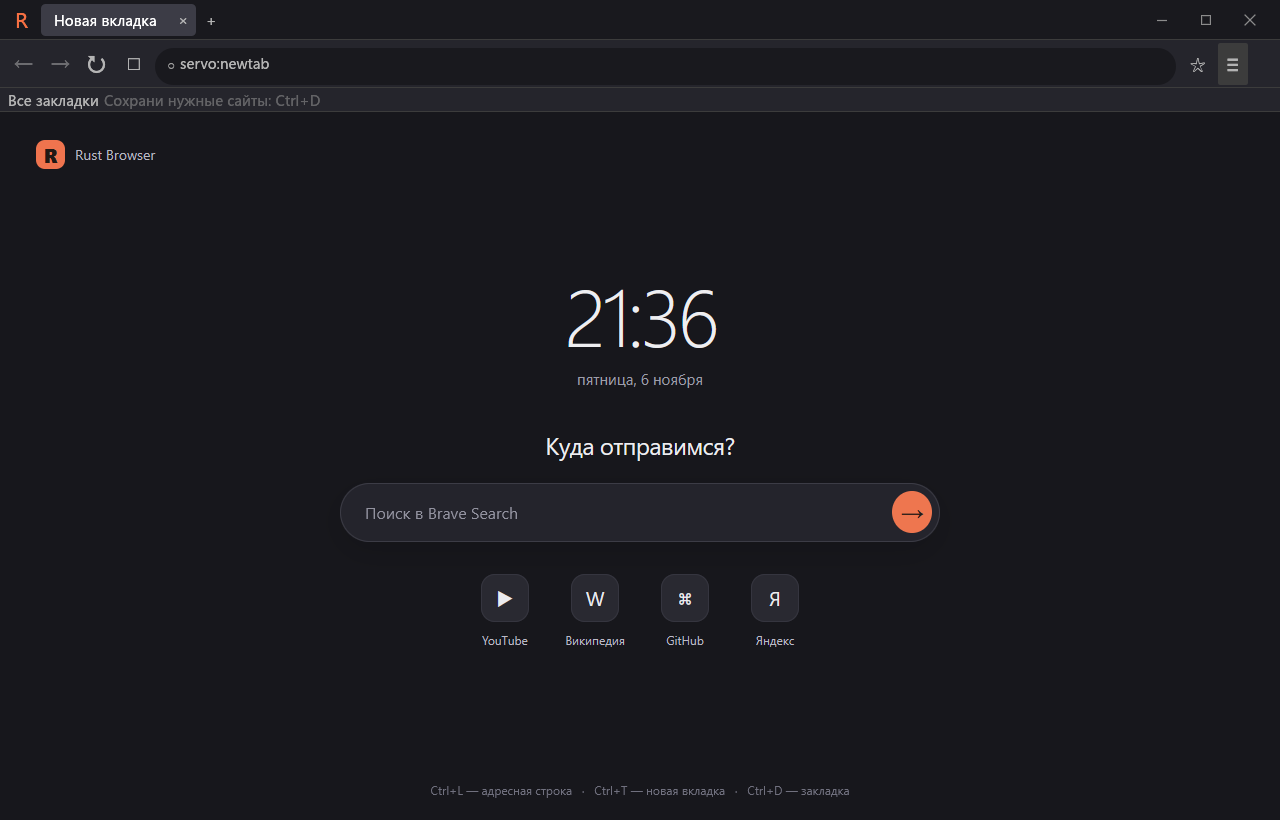 R Новая вкладка × +
servo:newtab
Все закладки Сохрани нужные сайты: Ctrl+D
R Rust Browser
21:36
пятница, 6 ноября
Куда отправимся?
Поиск в Brave Search →
▶ W ⌘ Я
YouTube Википедия GitHub Яндекс
Ctrl+L — адресная строка · Ctrl+T — новая вкладка · Ctrl+D — закладка